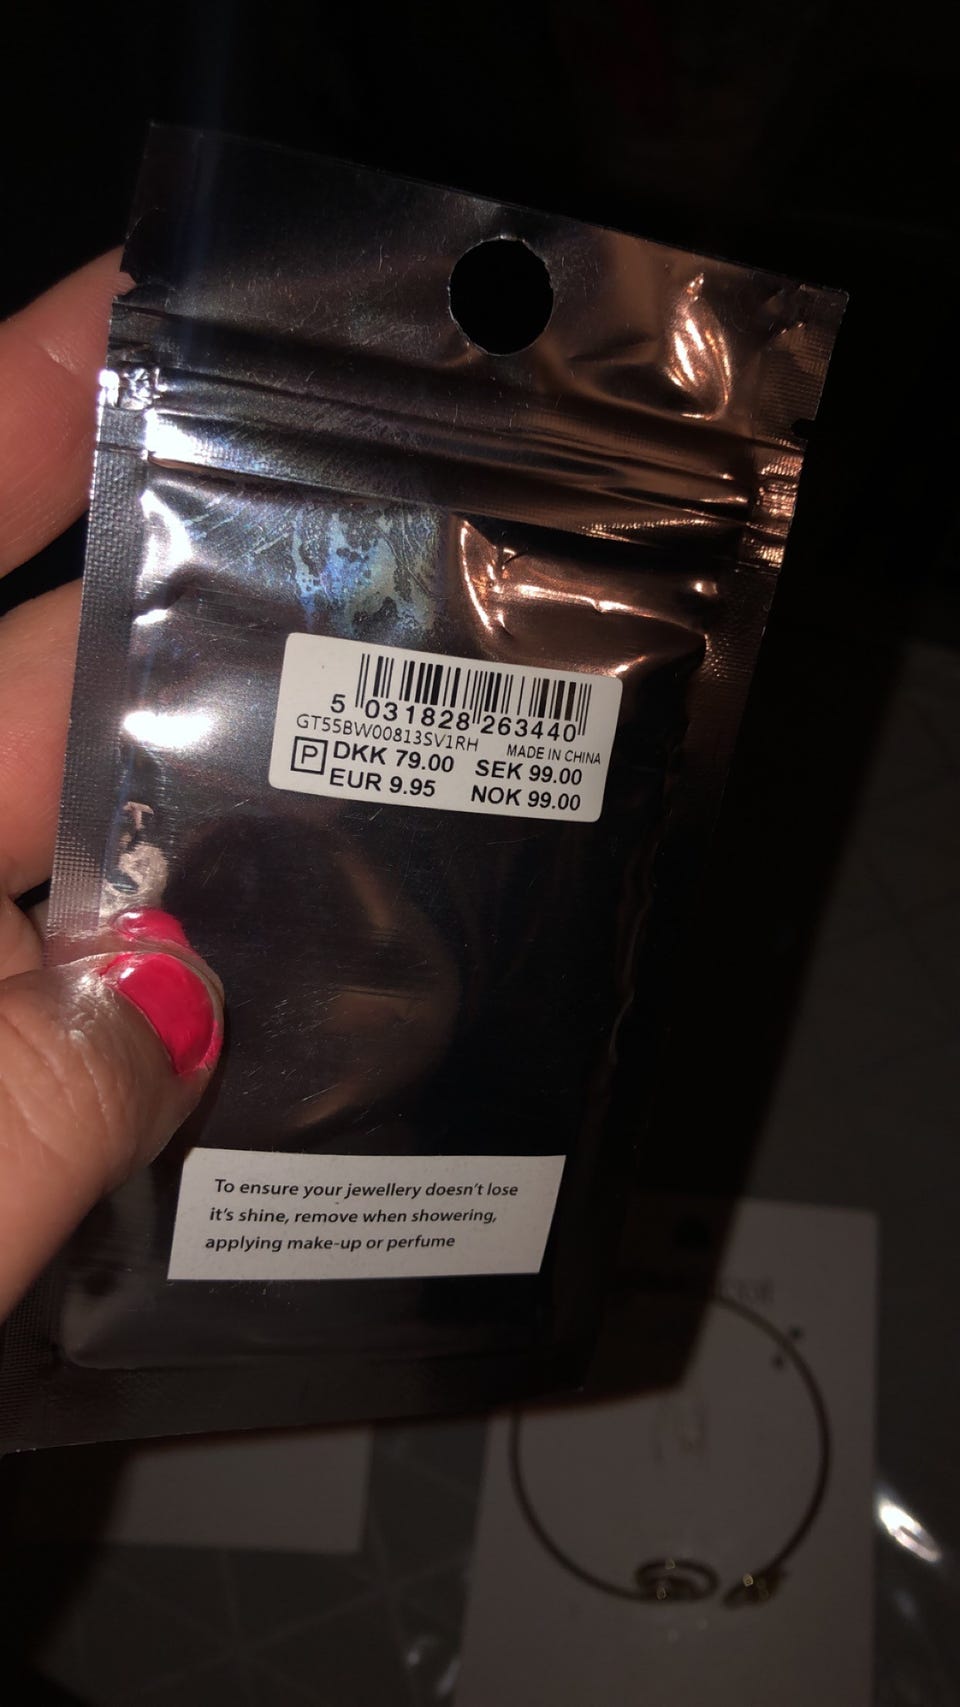 5 031828 263440
GT55BW00813SV1RH MADE IN CHINA
P DKK 79.00 SEK 99.00
EUR 9.95 NOK 99.00
To ensure your jewellery doesn't lose
it's shine, remove when showering,
applying make-up or perfume